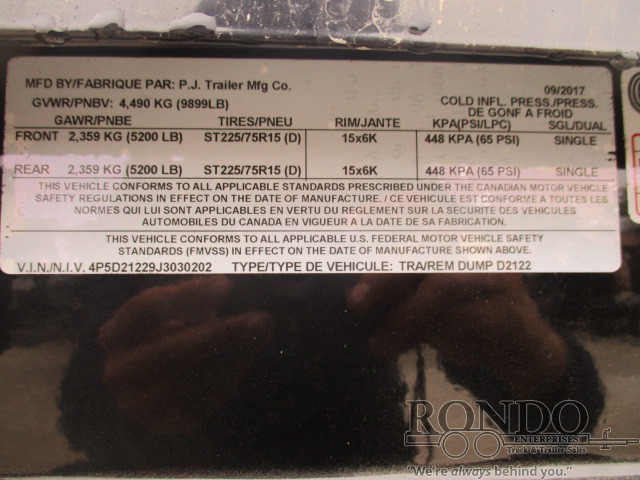 MFD BY/FABRIQUE PAR: P.J. Trailer Mfg Co. 09/2017
GVWR/PNBV: 4,490 KG (9899LB) COLD INFL. PRESS./PRESS.
DE GONF A FROID
GAWR/PNBE TIRES/PNEU RIM/JANTE KPA(PSI/LPC) SGL/DUAL
FRONT 2,359 KG (5200 LB) ST225/75R15 (D) 15x6K 448 KPA (65 PSI) SINGLE
REAR 2,359 KG (5200 LB) ST225/75R15 (D) 15x6K 448 KPA (65 PSI) SINGLE
THIS VEHICLE CONFORMS TO ALL APPLICABLE STANDARDS PRESCRIBED UNDER THE CANADIAN MOTOR VEHICLE
SAFETY REGULATIONS IN EFFECT ON THE DATE OF MANUFACTURE. / CE VEHICULE EST CONFORME A TOUTES LES
NORMES QUI LUI SONT APPLICABLES EN VERTU DU REGLEMENT SUR LA SECURITE DES VEHICULES
AUTOMOBILES DU CANADA EN VIGUEUR A LA DATE DE SA FABRICATION.
THIS VEHICLE CONFORMS TO ALL APPLICABLE U.S. FEDERAL MOTOR VEHICLE SAFETY
STANDARDS (FMVSS) IN EFFECT ON THE DATE OF MANUFACTURE SHOWN ABOVE.
V.I.N./N.I.V. 4P5D21229J3030202 TYPE/TYPE DE VEHICULE: TRA/REM DUMP D2122
RONDO
ENTERPRISES
Truck & Trailer Sales
"We're always behind you."